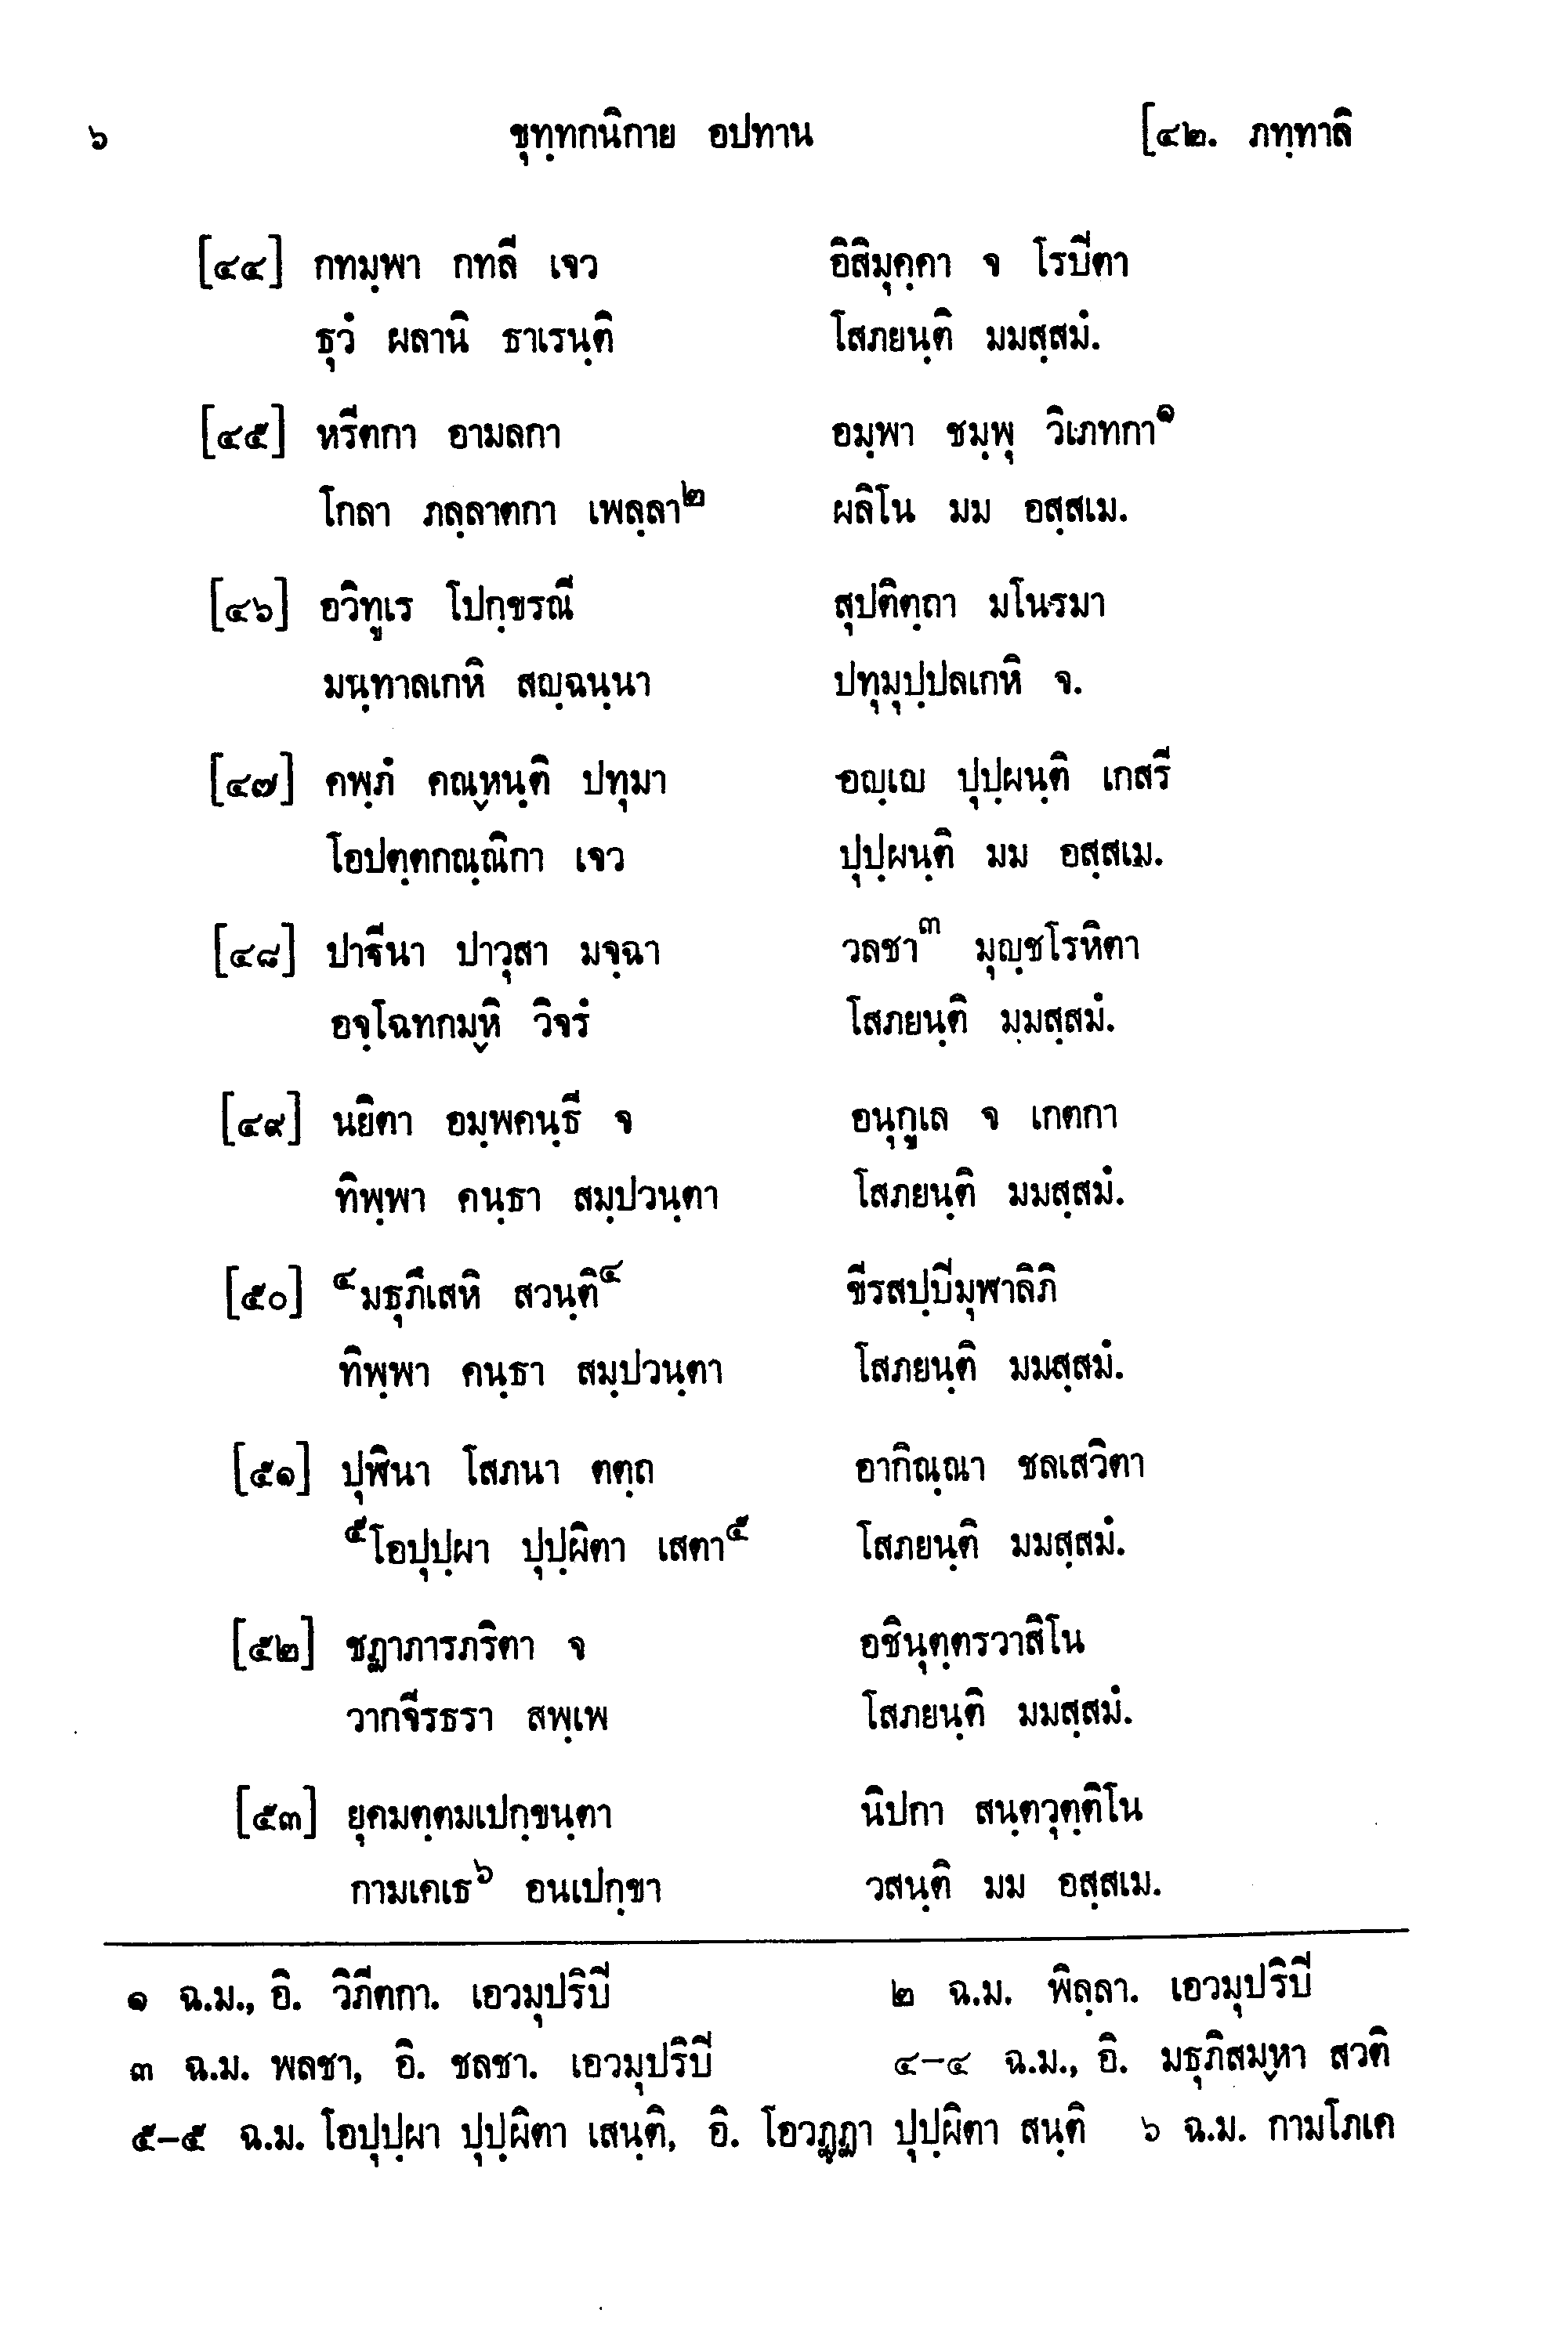 ๖ ขุทฺทกนิกาย อปทาน [๔๒. ภทฺทาลิ
[๔๔] กทมฺพา กทลี เจว อิสิมุคฺคา จ โรปิตา
ธุวํ ผลานิ ธาเรนฺติ โสภยนฺติ มมสฺสมํ.
[๔๕] หรีตกา อามลกา อมฺพา ชมฺพุ วิเภทกา๑
โกลา ภลฺลาตกา เพลฺลา๒ ผลิโน มม อสฺสเม.
[๔๖] อวิทูเร โปกฺขรณี สุปติตฺถา มโนรมา
มนฺทาลเกหิ สญฺฉนฺนา ปทุมุปฺปลเกหิ จ.
[๔๗] คพฺภํ คณฺหนฺติ ปทุมา อญฺเญ ปุปฺผนฺติ เกสรี
โอปตฺตกณฺณิกา เจว ปุปฺผนฺติ มม อสฺสเม.
[๔๘] ปาฐีนา ปาวุสา มจฺฉา วลชา๓ มุญฺชโรหิตา
อจฺโฉทกมฺหิ วิจรํ โสภยนฺติ มมสฺสมํ.
[๔๙] นยิตา อมฺพคนฺธี จ อนุกูเล จ เกตกา
ทิพฺพา คนฺธา สมฺปวนฺตา โสภยนฺติ มมสฺสมํ.
[๕๐] ๔มธุภึเสหิ สวนฺติ๔ ขีรสปฺปิมุฬาลิภิ
ทิพฺพา คนฺธา สมฺปวนฺตา โสภยนฺติ มมสฺสมํ.
[๕๑] ปุฬินา โสภนา ตตฺถ อากิณฺณา ชลเสวิตา
๕โอปุปฺผา ปุปฺผิตา เสตา๕ โสภยนฺติ มมสฺสมํ.
[๕๒] ชฏาภารภริตา จ อชินุตฺตรวาสิโน
วากจีรธรา สพฺเพ โสภยนฺติ มมสฺสมํ.
[๕๓] ยุคมตฺตมเปกฺขนฺตา นิปกา สนฺตวุตฺติโน
กามเคเธ๖ อนเปกฺขา วสนฺติ มม อสฺสเม.
๑ ฉ.ม., อิ. วิภีตกา. เอวมุปริปิ ๒ ฉ.ม. พิลฺลา. เอวมุปริปิ
๓ ฉ.ม. พลชา, อิ. ชลชา. เอวมุปริปิ ๔-๔ ฉ.ม., อิ. มธุภิสมฺหา สวติ
๕-๕ ฉ.ม. โอปุปฺผา ปุปฺผิตา เสนฺติ, อิ. โอวฏฺฏา ปุปฺผิตา สนฺติ ๖ ฉ.ม. กามโภเค